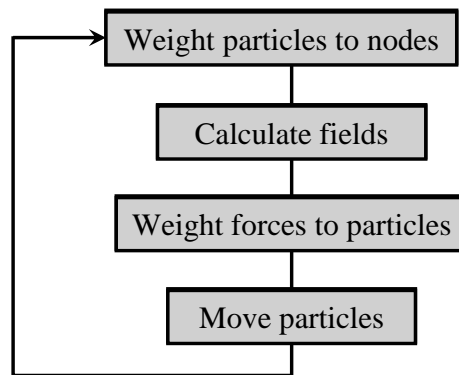 Weight particles to nodes
Calculate fields
Weight forces to particles
Move particles